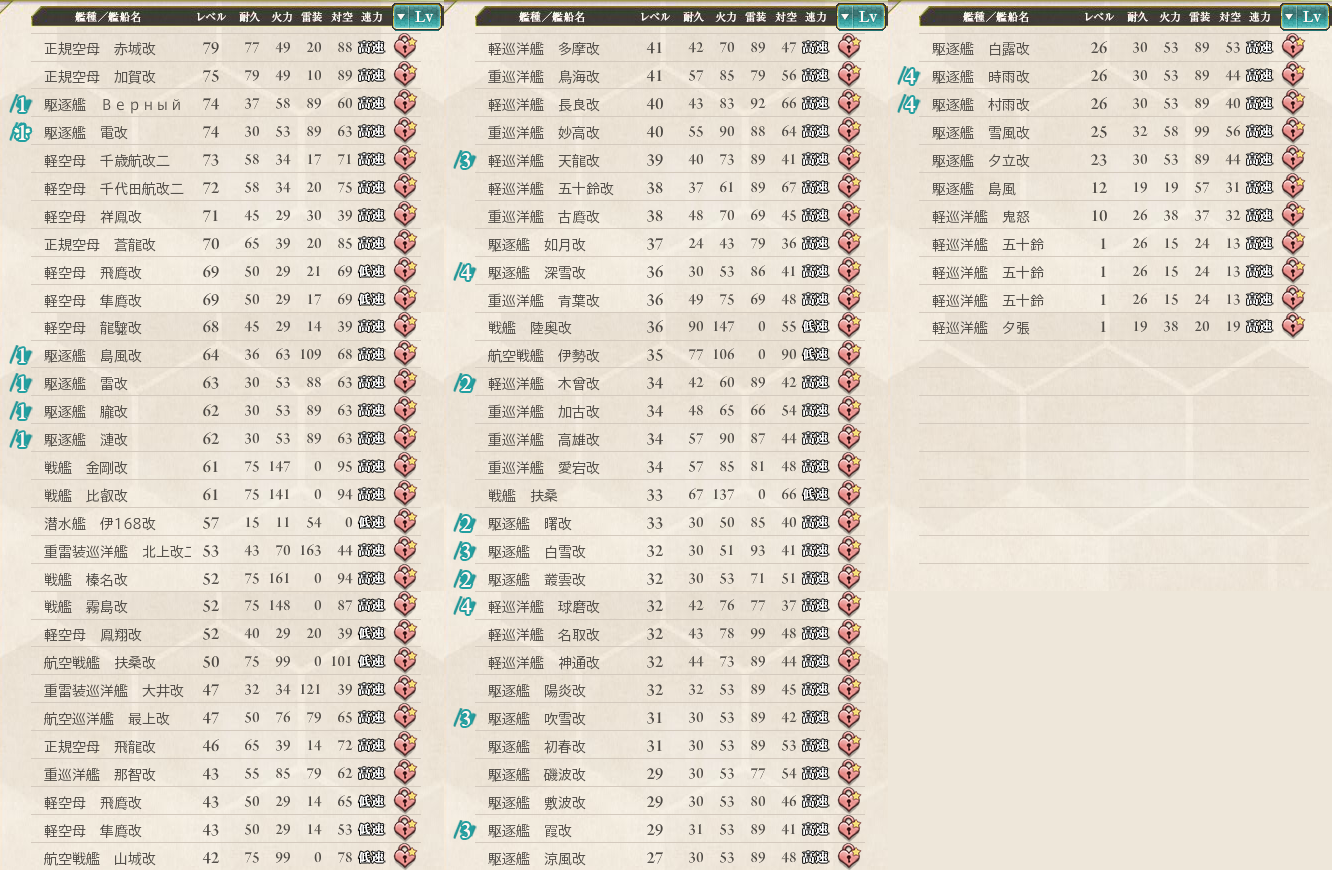 艦種／艦船名 レベル 耐久 火力 雷装 対空 速力 ▼ Lv
正規空母 赤城改 79 77 49 20 88 高速
正規空母 加賀改 75 79 49 10 89 高速
/1 駆逐艦 Верный 74 37 58 89 60 高速
駆逐艦 電改 74 30 53 89 63 高速
軽空母 千歳航改二 73 58 34 17 71 高速
軽空母 千代田航改二 72 58 34 20 75 高速
軽空母 祥鳳改 71 45 29 30 39 高速
正規空母 蒼龍改 70 65 39 20 85 高速
軽空母 飛鷹改 69 50 29 21 69 低速
軽空母 隼鷹改 69 50 29 17 69 低速
軽空母 龍驤改 68 45 29 14 39 高速
/1 駆逐艦 島風改 64 36 63 109 68 高速
/1 駆逐艦 雷改 63 30 53 88 63 高速
/1 駆逐艦 朧改 62 30 53 89 63 高速
/1 駆逐艦 漣改 62 30 53 89 63 高速
戦艦 金剛改 61 75 147 0 95 高速
戦艦 比叡改 61 75 141 0 94 高速
潜水艦 伊168改 57 15 11 54 0 低速
重雷装巡洋艦 北上改二 53 43 70 163 44 高速
戦艦 榛名改 52 75 161 0 94 高速
戦艦 霧島改 52 75 148 0 87 高速
軽空母 鳳翔改 52 40 29 20 39 低速
航空戦艦 扶桑改 50 75 99 0 101 低速
重雷装巡洋艦 大井改 47 32 34 121 39 高速
航空巡洋艦 最上改 47 50 76 79 65 高速
正規空母 飛龍改 46 65 39 14 72 高速
重巡洋艦 那智改 43 55 85 79 62 高速
軽空母 飛鷹改 43 50 29 14 65 低速
軽空母 隼鷹改 43 50 29 14 53 低速
航空戦艦 山城改 42 75 99 0 78 低速
艦種／艦船名 レベル 耐久 火力 雷装 対空 速力 ▼ Lv
軽巡洋艦 多摩改 41 42 70 89 47 高速
重巡洋艦 鳥海改 41 57 85 79 56 高速
軽巡洋艦 長良改 40 43 83 92 66 高速
重巡洋艦 妙高改 40 55 90 88 64 高速
/3 軽巡洋艦 天龍改 39 40 73 89 41 高速
軽巡洋艦 五十鈴改 38 37 61 89 67 高速
重巡洋艦 古鷹改 38 48 70 69 45 高速
駆逐艦 如月改 37 24 43 79 36 高速
/4 駆逐艦 深雪改 36 30 53 86 41 高速
重巡洋艦 青葉改 36 49 75 69 48 高速
戦艦 陸奥改 36 90 147 0 55 低速
航空戦艦 伊勢改 35 77 106 0 90 低速
/2 軽巡洋艦 木曾改 34 42 60 89 42 高速
重巡洋艦 加古改 34 48 65 66 54 高速
重巡洋艦 高雄改 34 57 90 87 44 高速
重巡洋艦 愛宕改 34 57 85 81 48 高速
戦艦 扶桑 33 67 137 0 66 低速
/2 駆逐艦 曙改 33 30 50 85 40 高速
/3 駆逐艦 白雪改 32 30 51 93 41 高速
/2 駆逐艦 叢雲改 32 30 53 71 51 高速
/4 軽巡洋艦 球磨改 32 42 76 77 37 高速
軽巡洋艦 名取改 32 43 78 99 48 高速
軽巡洋艦 神通改 32 44 73 89 44 高速
駆逐艦 陽炎改 32 32 53 89 45 高速
/3 駆逐艦 吹雪改 31 30 53 89 42 高速
駆逐艦 初春改 31 30 53 89 53 高速
駆逐艦 磯波改 29 30 53 77 54 高速
駆逐艦 敷波改 29 30 53 80 46 高速
/3 駆逐艦 霞改 29 31 53 89 41 高速
駆逐艦 涼風改 27 30 53 89 48 高速
艦種／艦船名 レベル 耐久 火力 雷装 対空 速力 ▼ Lv
駆逐艦 白露改 26 30 53 89 53 高速
/4 駆逐艦 時雨改 26 30 53 89 44 高速
/4 駆逐艦 村雨改 26 30 53 89 40 高速
駆逐艦 雪風改 25 32 58 99 56 高速
駆逐艦 夕立改 23 30 53 89 44 高速
駆逐艦 島風 12 19 19 57 31 高速
軽巡洋艦 鬼怒 10 26 38 37 32 高速
軽巡洋艦 五十鈴 1 26 15 24 13 高速
軽巡洋艦 五十鈴 1 26 15 24 13 高速
軽巡洋艦 五十鈴 1 26 15 24 13 高速
軽巡洋艦 夕張 1 19 38 20 19 高速